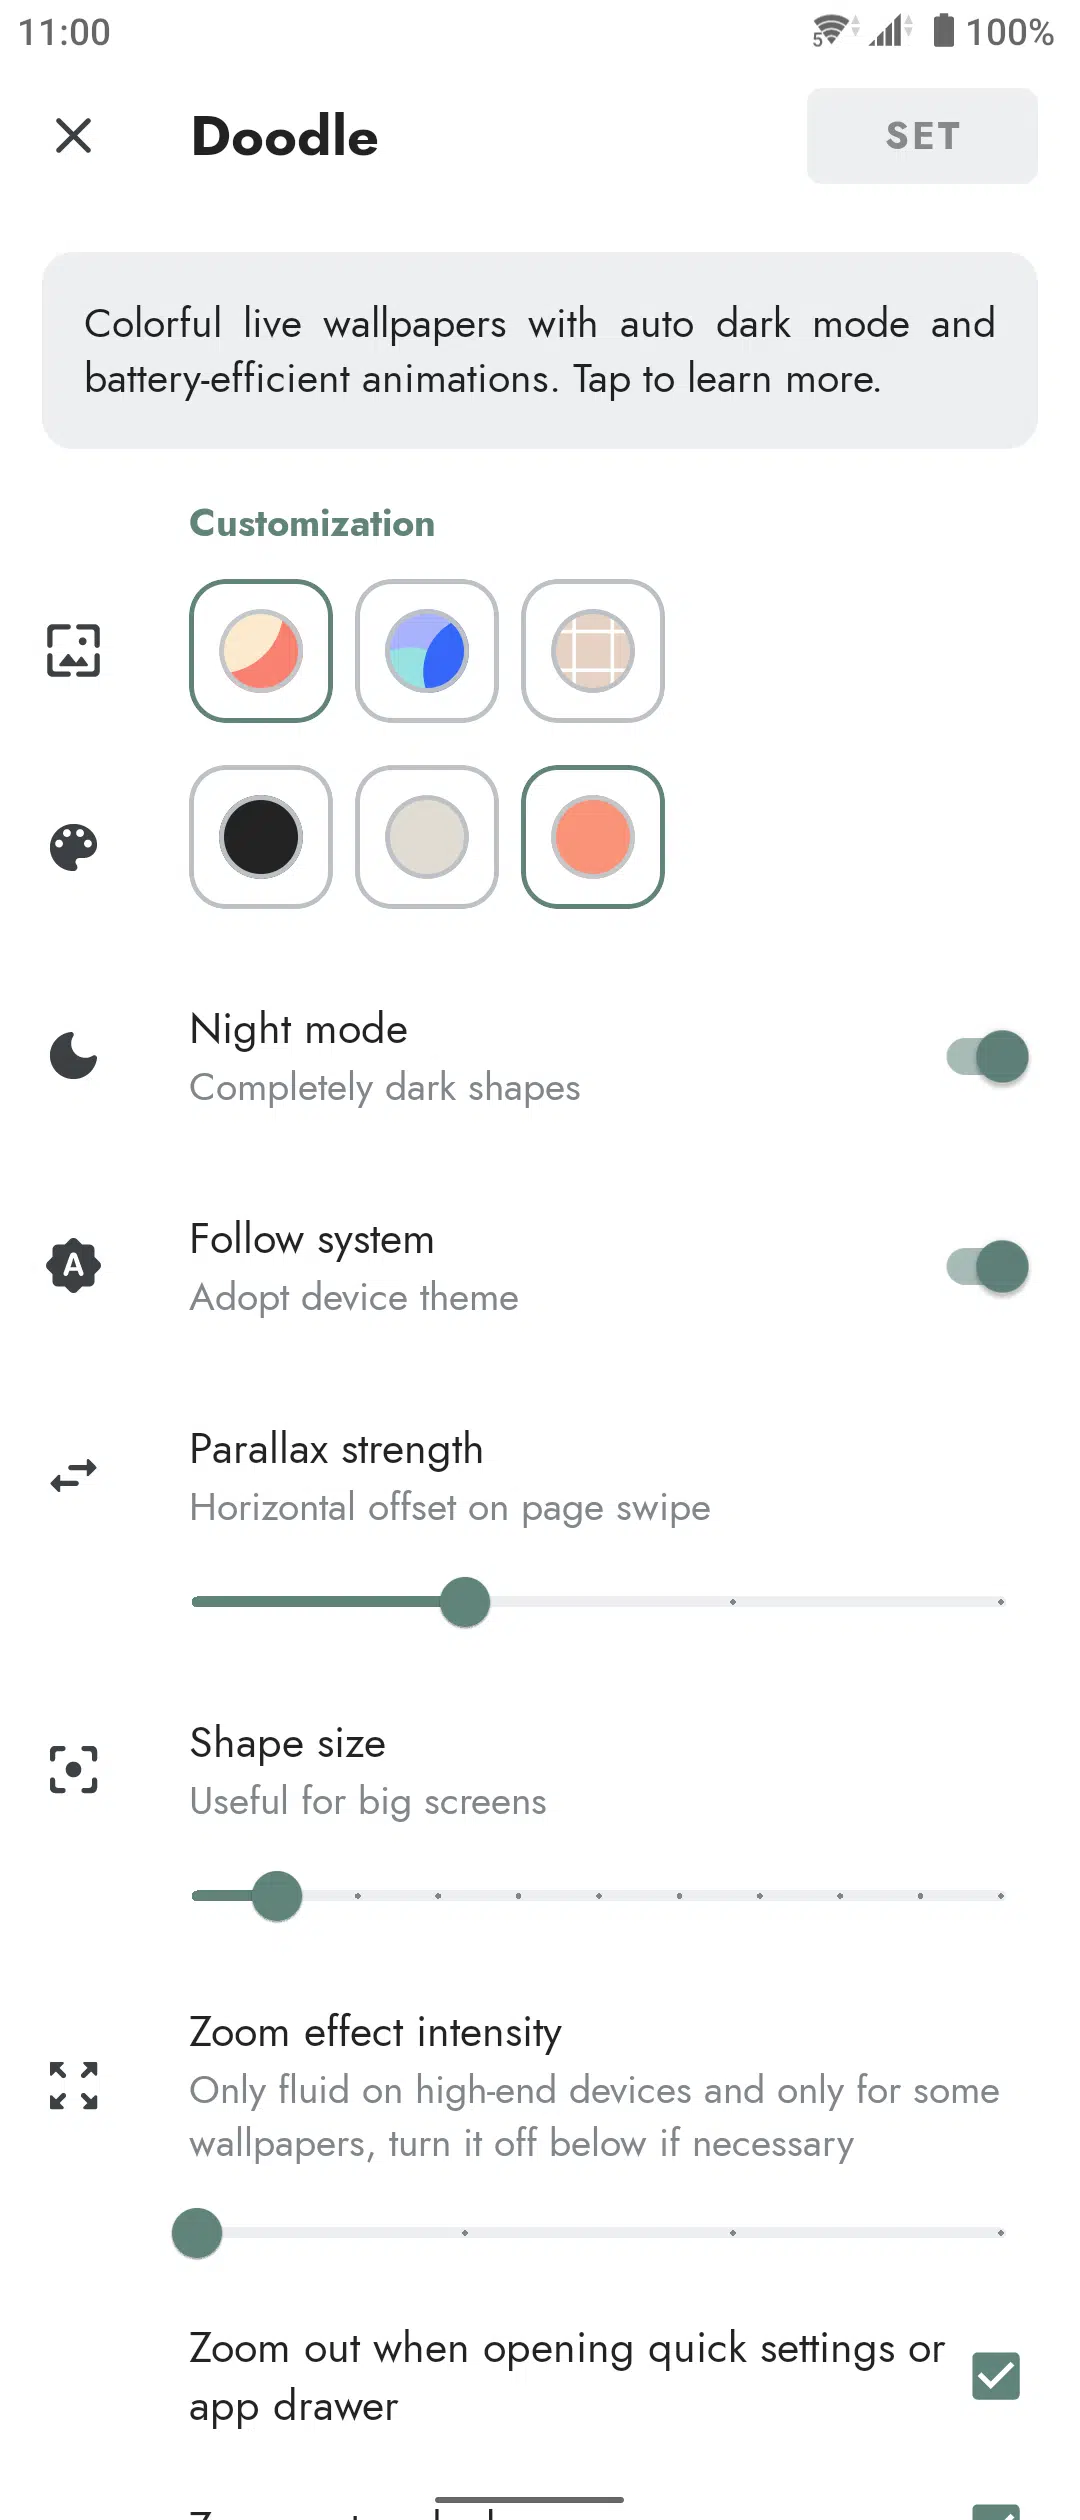 11:00
5
100%
Doodle
SET
Colorful live wallpapers with auto dark mode and
battery-efficient animations. Tap to learn more.
Customization
Night mode
Completely dark shapes
A
Follow system
Adopt device theme
Parallax strength
Horizontal offset on page swipe
Shape size
Useful for big screens
Zoom effect intensity
Only fluid on high-end devices and only for some
wallpapers, turn it off below if necessary
Zoom out when opening quick settings or
app drawer